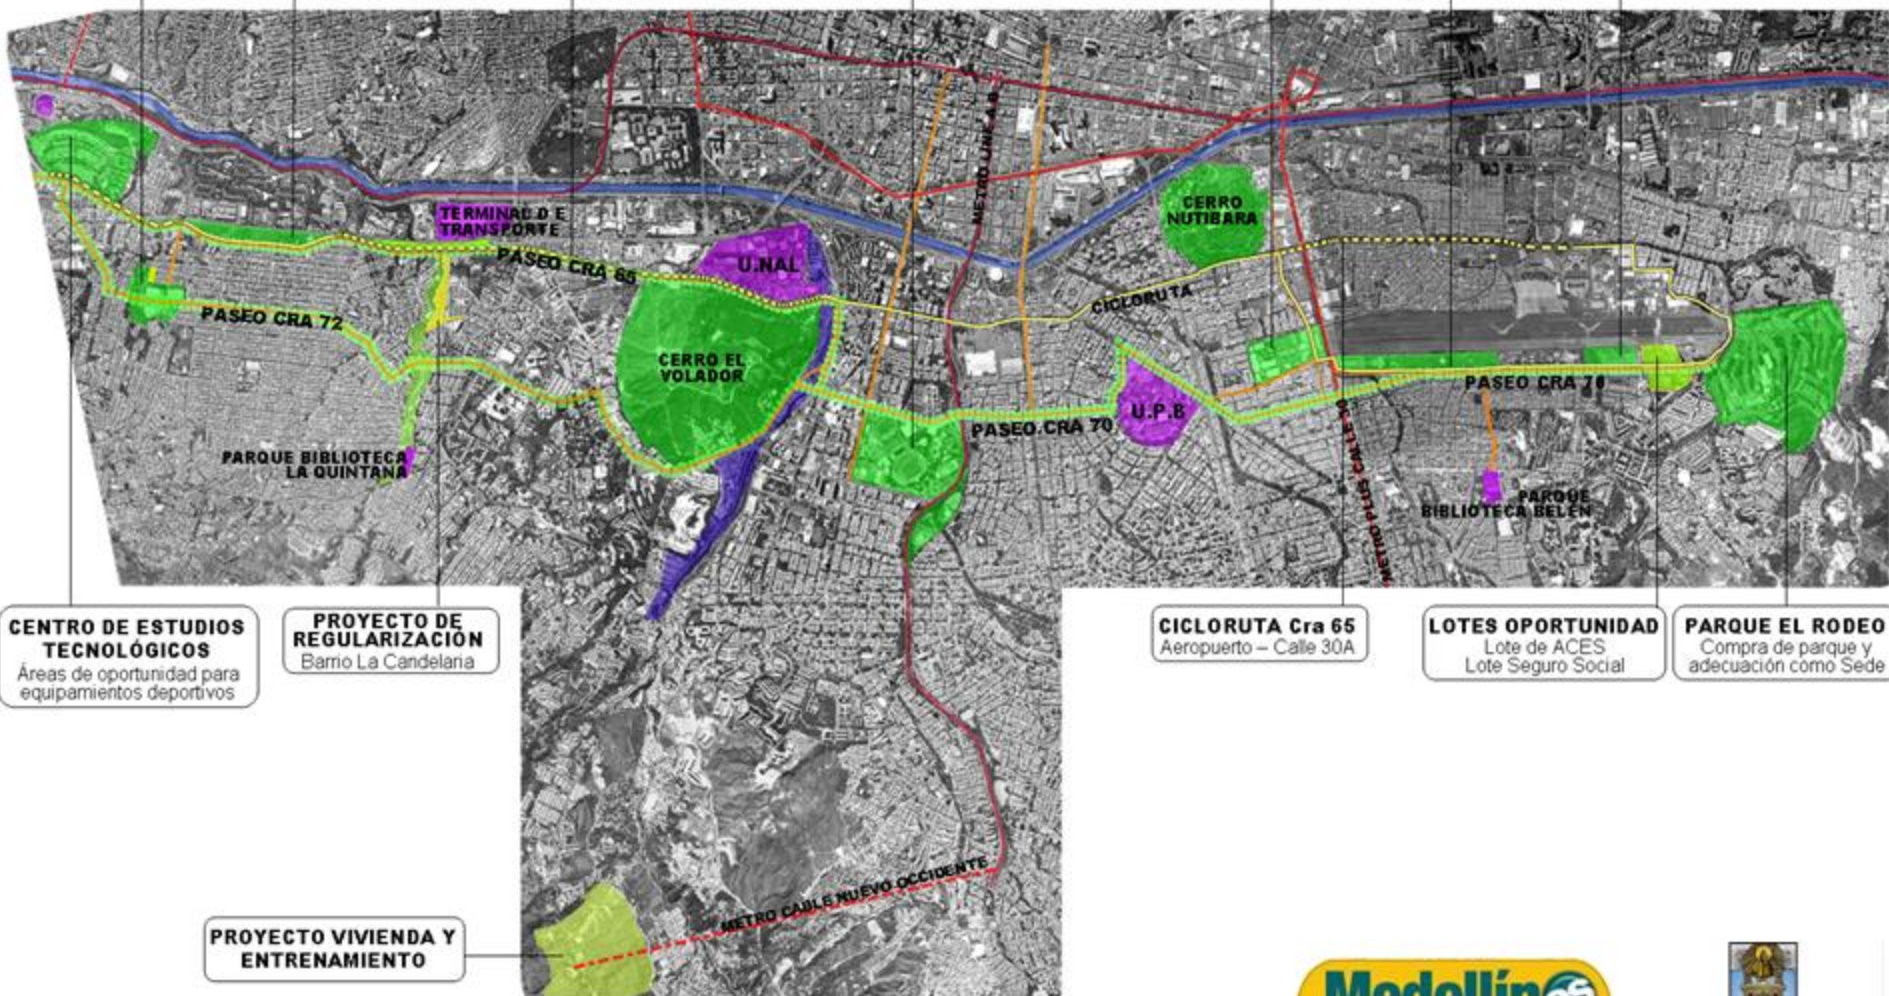 METRO LINEA B
CERRO
NUTIBARA
TERMINAL D E
TRANSPORTE
U.NAL
PASEO CRA 65
CICLORUTA
PASEO CRA 72
CERRO EL
VOLADOR
PASEO CRA 70
U.P.B
PASEO CRA 70
METRO PLUS CALLE 30
PARQUE BIBLIOTECA
LA QUINTANA
PARQUE
BIBLIOTECA BELÉN
CENTRO DE ESTUDIOS
TECNOLÓGICOS
Áreas de oportunidad para
equipamientos deportivos
PROYECTO DE
REGULARIZACIÓN
Barrio La Candelaria
CICLORUTA Cra 65
Aeropuerto – Calle 30A
LOTES OPORTUNIDAD
Lote de ACES
Lote Seguro Social
PARQUE EL RODEO
Compra de parque y
adecuación como Sede
METRO CABLE NUEVO OCCIDENTE
PROYECTO VIVIENDA Y
ENTRENAMIENTO
Medellín